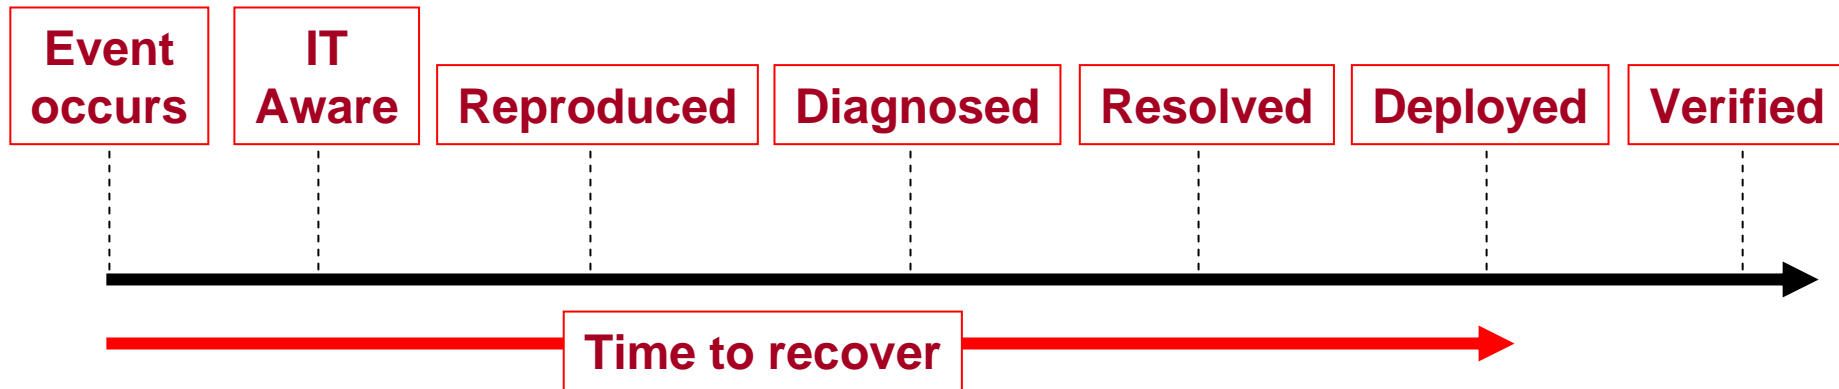 Event
occurs
IT
Aware
Reproduced
Diagnosed
Resolved
Deployed
Verified
Time to recover